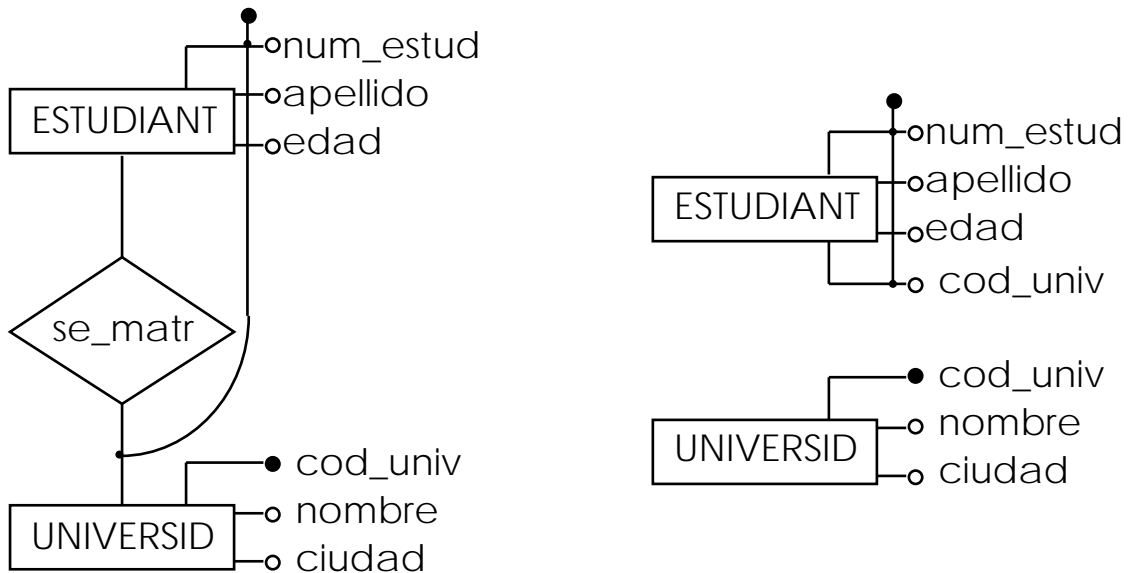 num_estud
apellido
ESTUDIANT
edad
se_matr
cod_univ
nombre
UNIVERSID
ciudad
num_estud
apellido
ESTUDIANT
edad
cod_univ
cod_univ
nombre
UNIVERSID
ciudad